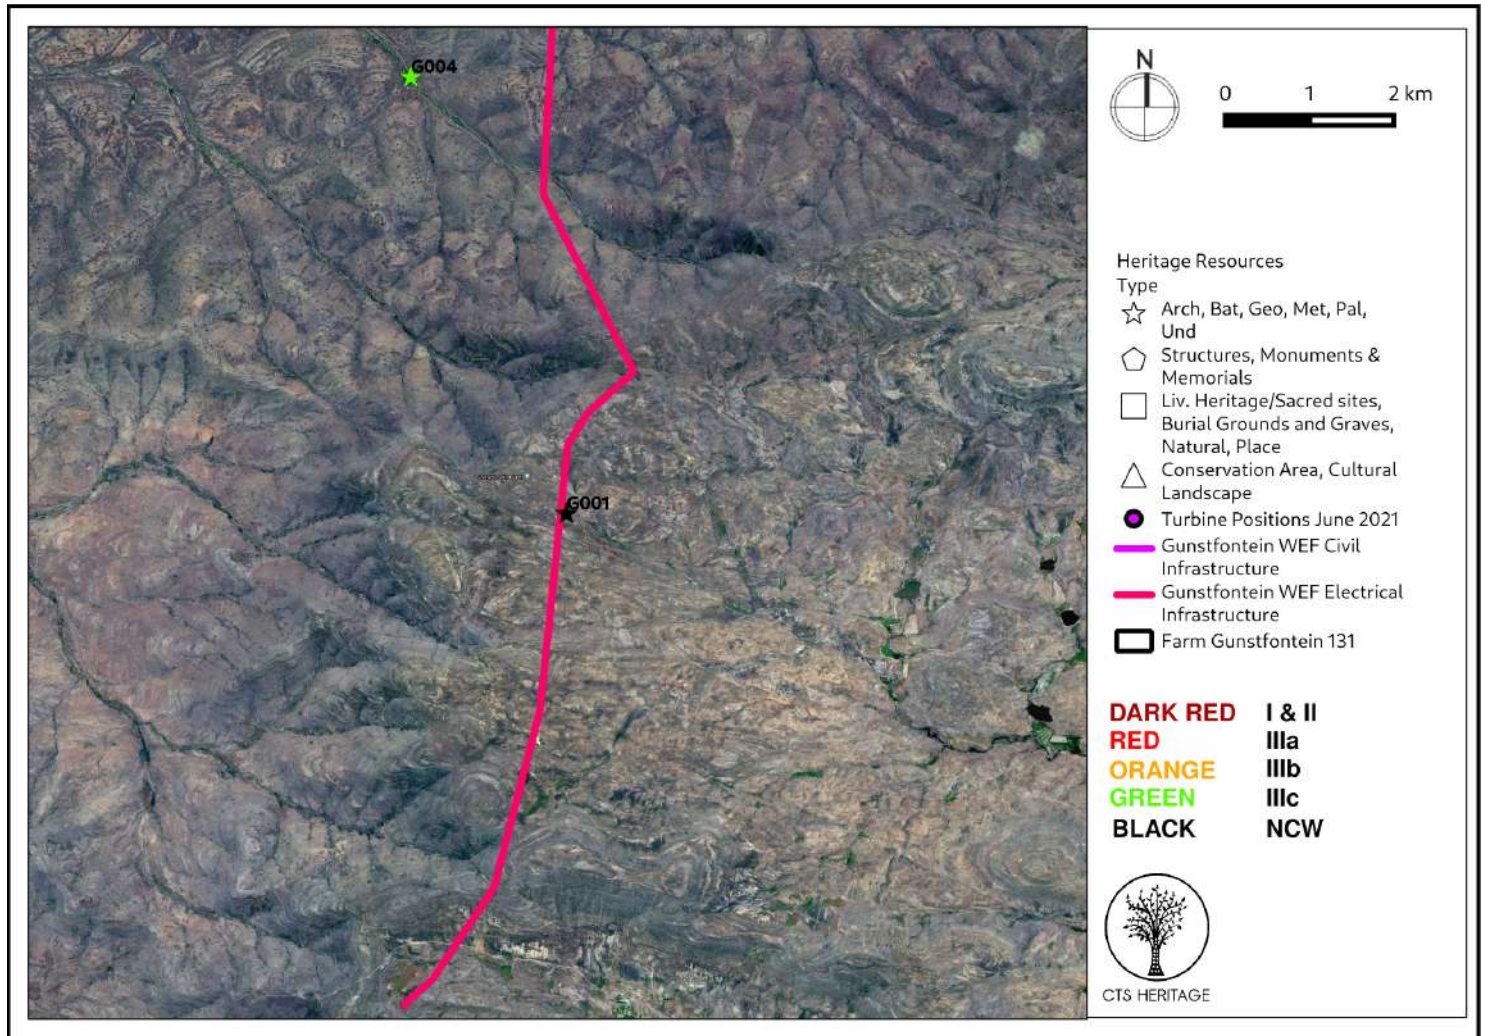 G004
G001
N
0 1 2 km
Heritage Resources
Type
Arch, Bat, Geo, Met, Pal,
Und
Structures, Monuments &
Memorials
Liv. Heritage/Sacred sites,
Burial Grounds and Graves,
Natural, Place
Conservation Area, Cultural
Landscape
Turbine Positions June 2021
Gunstfontein WEF Civil
Infrastructure
Gunstfontein WEF Electrical
Infrastructure
Farm Gunstfontein 131
DARK RED I & II
RED IIIa
ORANGE IIIb
GREEN IIIc
BLACK NCW
CTS HERITAGE